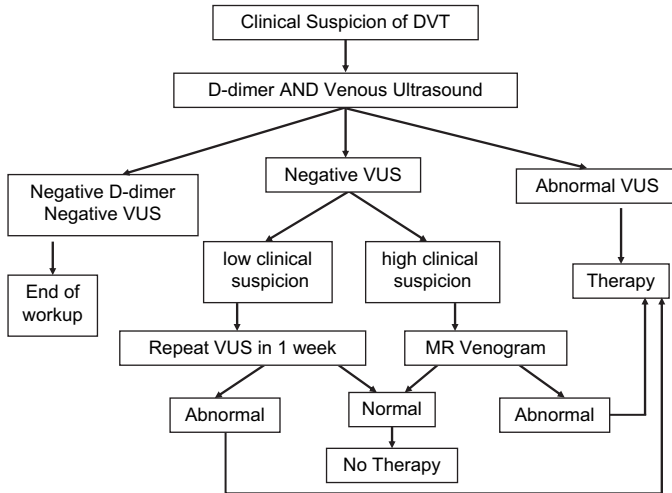 Clinical Suspicion of DVT
D-dimer AND Venous Ultrasound
Negative D-dimer
Negative VUS
Negative VUS
Abnormal VUS
End of
workup
low clinical
suspicion
high clinical
suspicion
Therapy
Repeat VUS in 1 week
MR Venogram
Abnormal
Normal
Abnormal
No Therapy